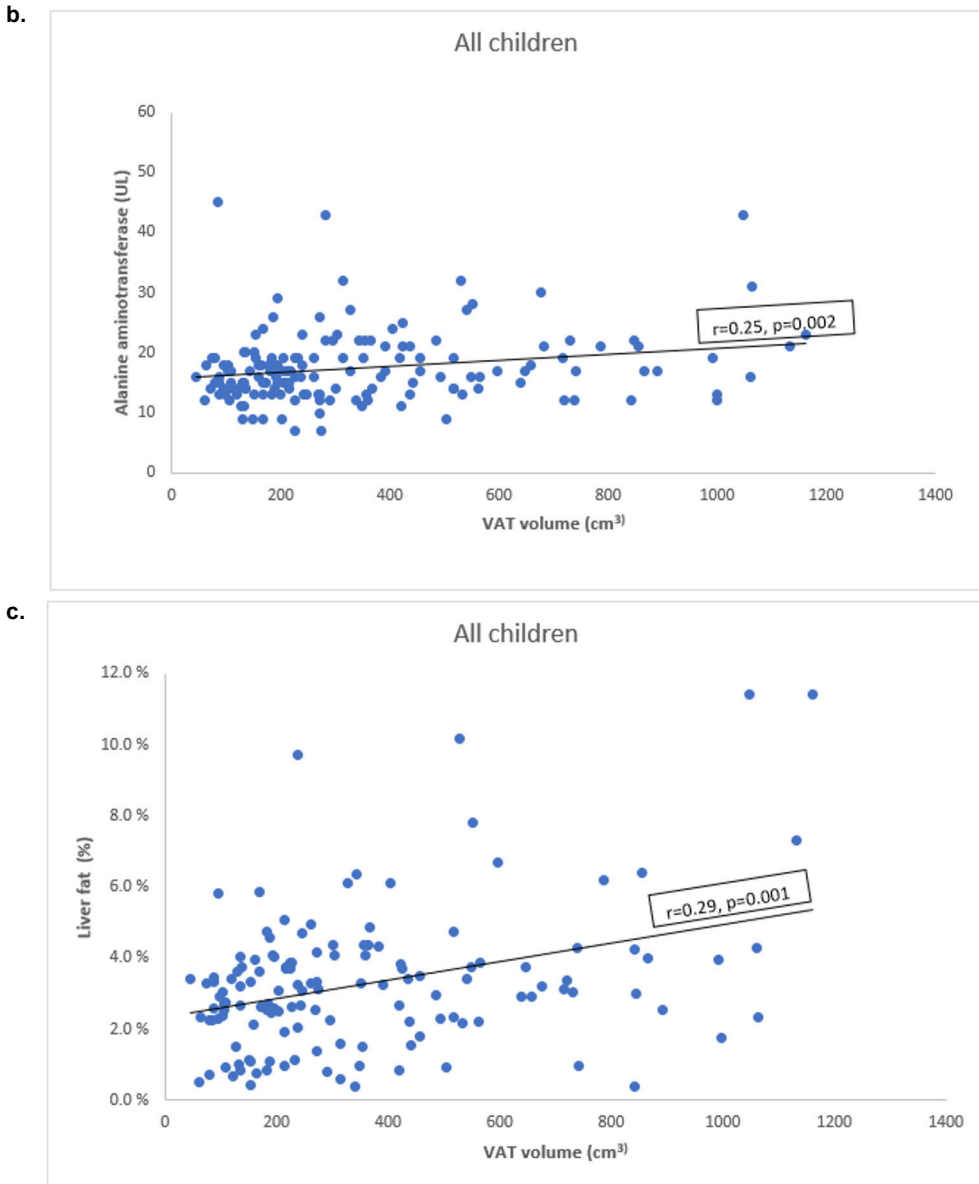 b.
All children
60
50
40
30
20
10
0
Alanine aminotransferase (UL)
r=0.25, p=0.002
0 200 400 600 800 1000 1200 1400
VAT volume (cm³)
c.
All children
12.0 %
10.0 %
8.0 %
6.0 %
4.0 %
2.0 %
0.0 %
Liver fat (%)
r=0.29, p=0.001
0 200 400 600 800 1000 1200 1400
VAT volume (cm³)